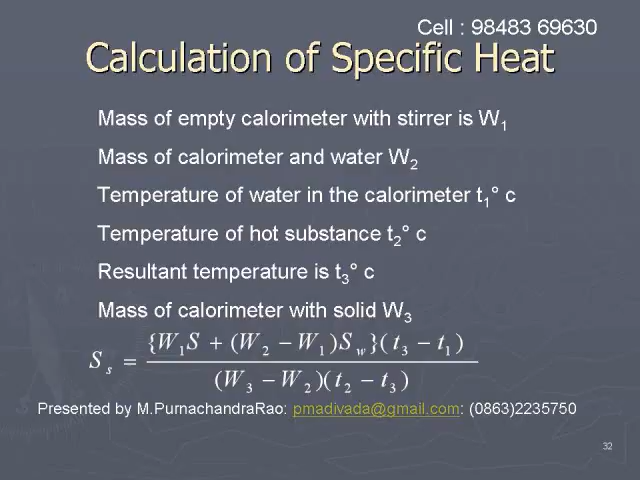 Cell : 98483 69630
Calculation of Specific Heat
Mass of empty calorimeter with stirrer is W₁
Mass of calorimeter and water W₂
Temperature of water in the calorimeter t₁° c
Temperature of hot substance t₂° c
Resultant temperature is t₃° c
Mass of calorimeter with solid W₃
S_s = {W₁S + (W₂ − W₁)S_w}(t₃ − t₁) / (W₃ − W₂)(t₂ − t₃)
Presented by M.PurnachandraRao: pmadivada@gmail.com: (0863)2235750
32